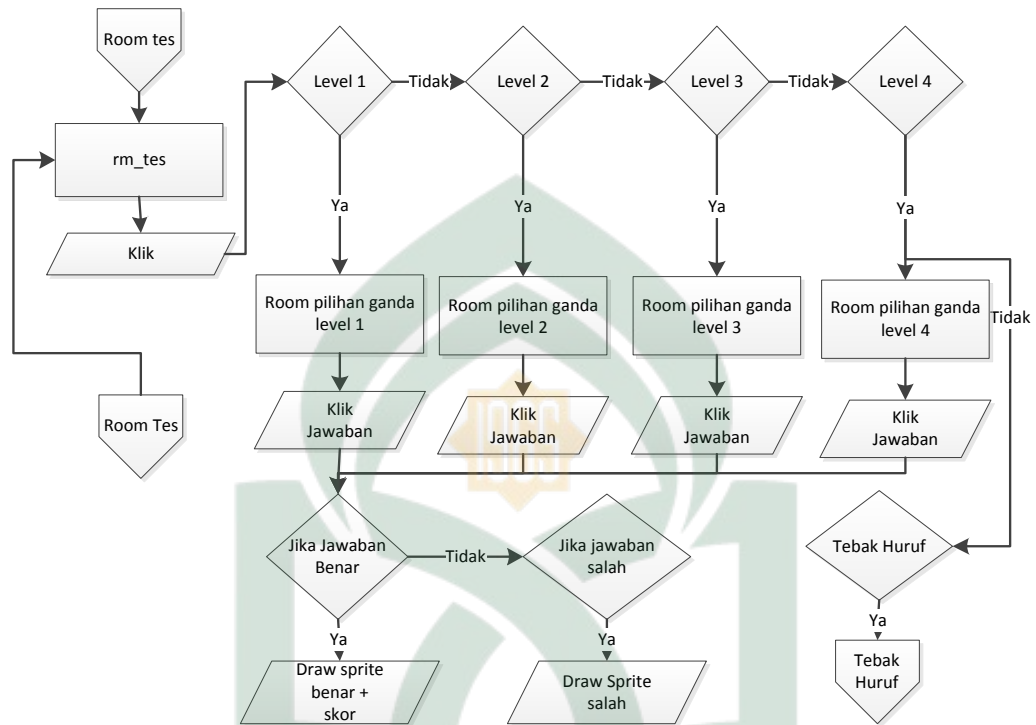 Room tes
Level 1
Tidak
Level 2
Tidak
Level 3
Tidak
Level 4
rm_tes
Klik
Ya
Ya
Ya
Ya
Room pilihan ganda
level 1
Room pilihan ganda
level 2
Room pilihan ganda
level 3
Room pilihan ganda
level 4
Tidak
Room Tes
Klik
Jawaban
Klik
Jawaban
Klik
Jawaban
Klik
Jawaban
Jika Jawaban
Benar
Tidak
Jika jawaban
salah
Tebak Huruf
Ya
Ya
Ya
Draw sprite
benar +
skor
Draw Sprite
salah
Tebak
Huruf